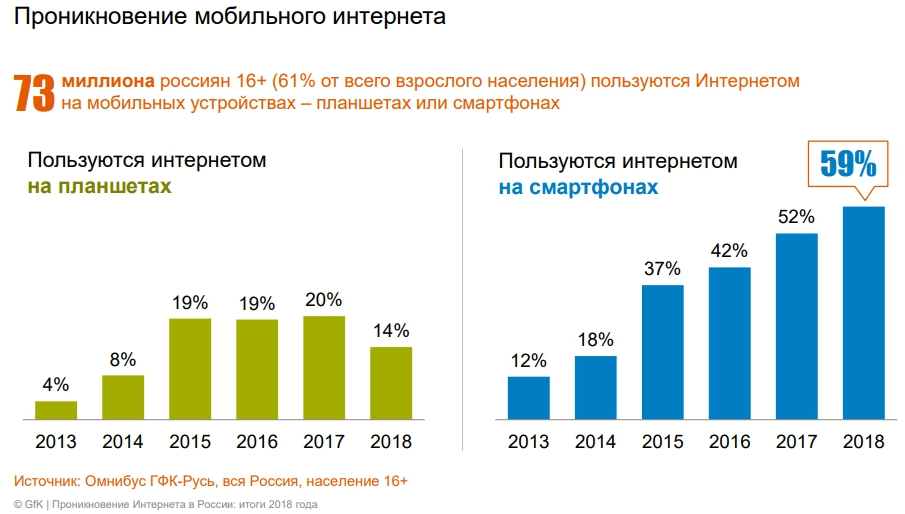 Проникновение мобильного интернета
73 миллиона россиян 16+ (61% от всего взрослого населения) пользуются Интернетом
на мобильных устройствах – планшетах или смартфонах
Пользуются интернетом
на планшетах
4%
8%
19%
19%
20%
14%
2013 2014 2015 2016 2017 2018
Пользуются интернетом
на смартфонах
12%
18%
37%
42%
52%
59%
2013 2014 2015 2016 2017 2018
Источник: Омнибус ГФК-Русь, вся Россия, население 16+
© GfK | Проникновение Интернета в России: итоги 2018 года